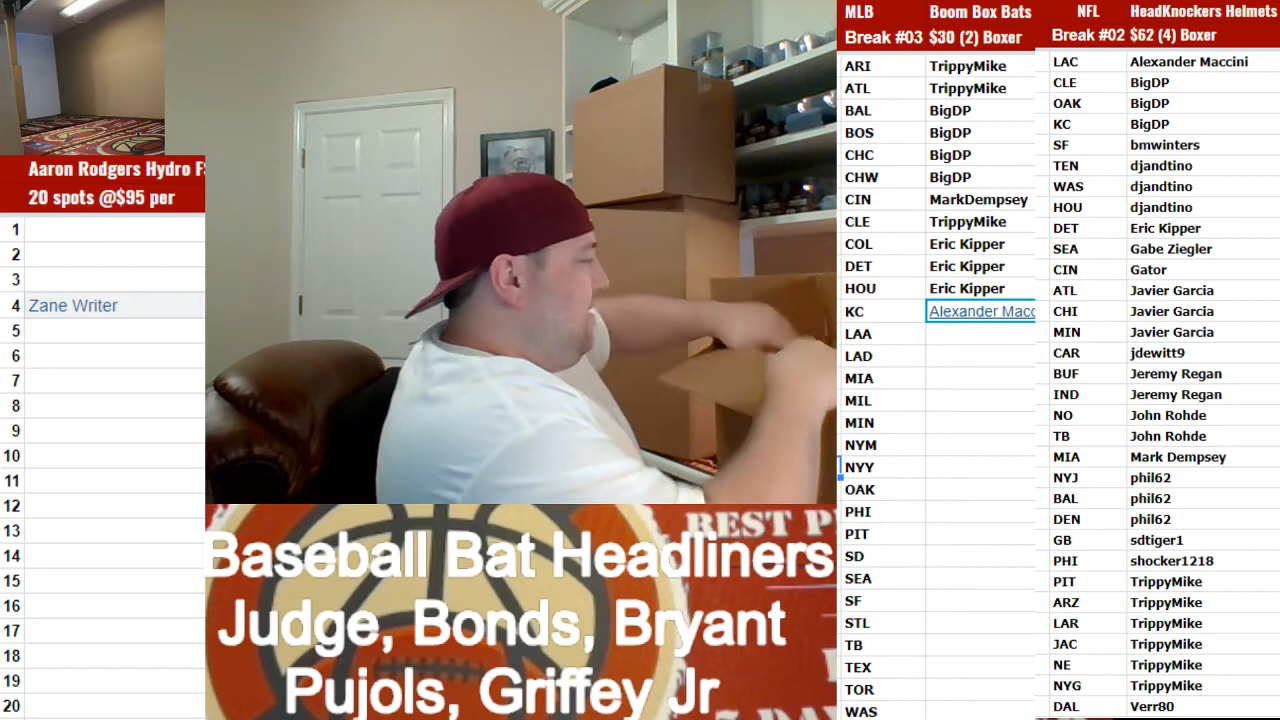 Aaron Rodgers Hydro F
20 spots @$95 per
1
2
3
4 Zane Writer
5
6
7
8
9
10
11
12
13
14
15
16
17
18
19
20
BEST P
Baseball Bat Headliners
Judge, Bonds, Bryant
Pujols, Griffey Jr
MLB Boom Box Bats
Break #03 $30 (2) Boxer
ARI TrippyMike
ATL TrippyMike
BAL BigDP
BOS BigDP
CHC BigDP
CHW BigDP
CIN MarkDempsey
CLE TrippyMike
COL Eric Kipper
DET Eric Kipper
HOU Eric Kipper
KC Alexander Macc
LAA
LAD
MIA
MIL
MIN
NYM
NYY
OAK
PHI
PIT
SD
SEA
SF
STL
TB
TEX
TOR
WAS
NFL HeadKnockers Helmets
Break #02 $62 (4) Boxer
LAC Alexander Maccini
CLE BigDP
OAK BigDP
KC BigDP
SF bmwinters
TEN djandtino
WAS djandtino
HOU djandtino
DET Eric Kipper
SEA Gabe Ziegler
CIN Gator
ATL Javier Garcia
CHI Javier Garcia
MIN Javier Garcia
CAR jdewitt9
BUF Jeremy Regan
IND Jeremy Regan
NO John Rohde
TB John Rohde
MIA Mark Dempsey
NYJ phil62
BAL phil62
DEN phil62
GB sdtiger1
PHI shocker1218
PIT TrippyMike
ARZ TrippyMike
LAR TrippyMike
JAC TrippyMike
NE TrippyMike
NYG TrippyMike
DAL Verr80